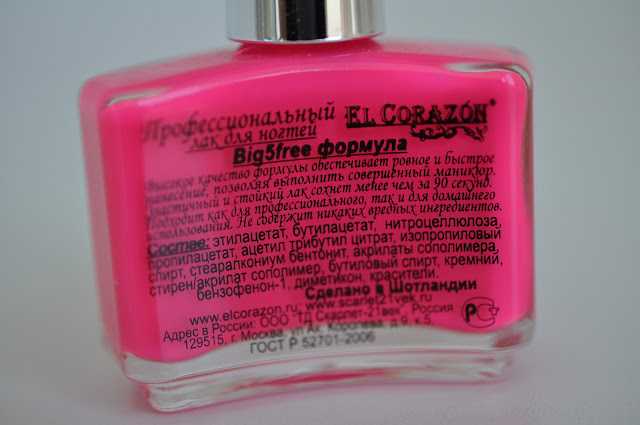 Профессиональный
лак для ногтей
EL CORAZÓN®
Big5free формула
Высокое качество формулы обеспечивает ровное и быстрое
нанесение, позволяя выполнить совершенный маникюр.
Эластичный и стойкий лак сохнет менее чем за 90 секунд.
Подходит как для профессионального, так и для домашнего
использования. Не содержит никаких вредных ингредиентов.
Состав: этилацетат, бутилацетат, нитроцеллюлоза,
пропилацетат, ацетил трибутил цитрат, изопропиловый
спирт, стеаралкониум бентонит, акрилаты сополимера,
стирен/акрилат сополимер, бутиловый спирт, кремний,
бензофенон-1, диметикон, красители.
Сделано в Шотландии
www.elcorazon.ru; www.scarlet21vek.ru
Адрес в России: ООО "ТД Скарлет-21век", Россия
129515, г. Москва, ул Ак. Королева, д.9, к.5,
ГОСТ Р 52701-2006